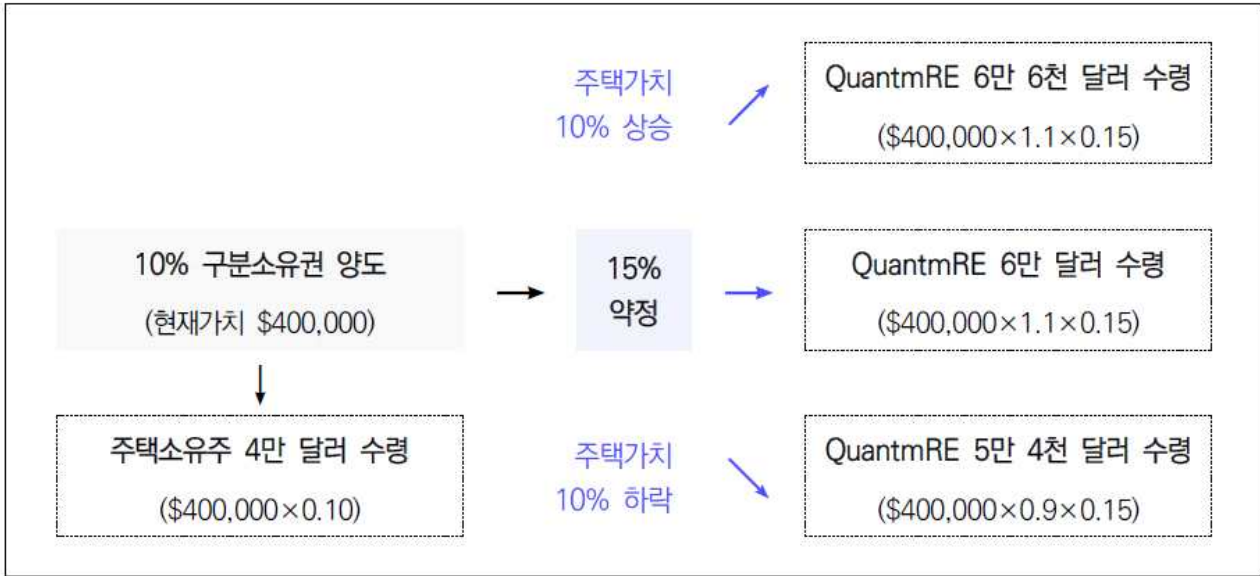 주택가치
10% 상승
QuantmRE 6만 6천 달러 수령
($400,000×1.1×0.15)
10% 구분소유권 양도
(현재가치 $400,000)
15%
약정
QuantmRE 6만 달러 수령
($400,000×1.1×0.15)
주택소유주 4만 달러 수령
($400,000×0.10)
주택가치
10% 하락
QuantmRE 5만 4천 달러 수령
($400,000×0.9×0.15)